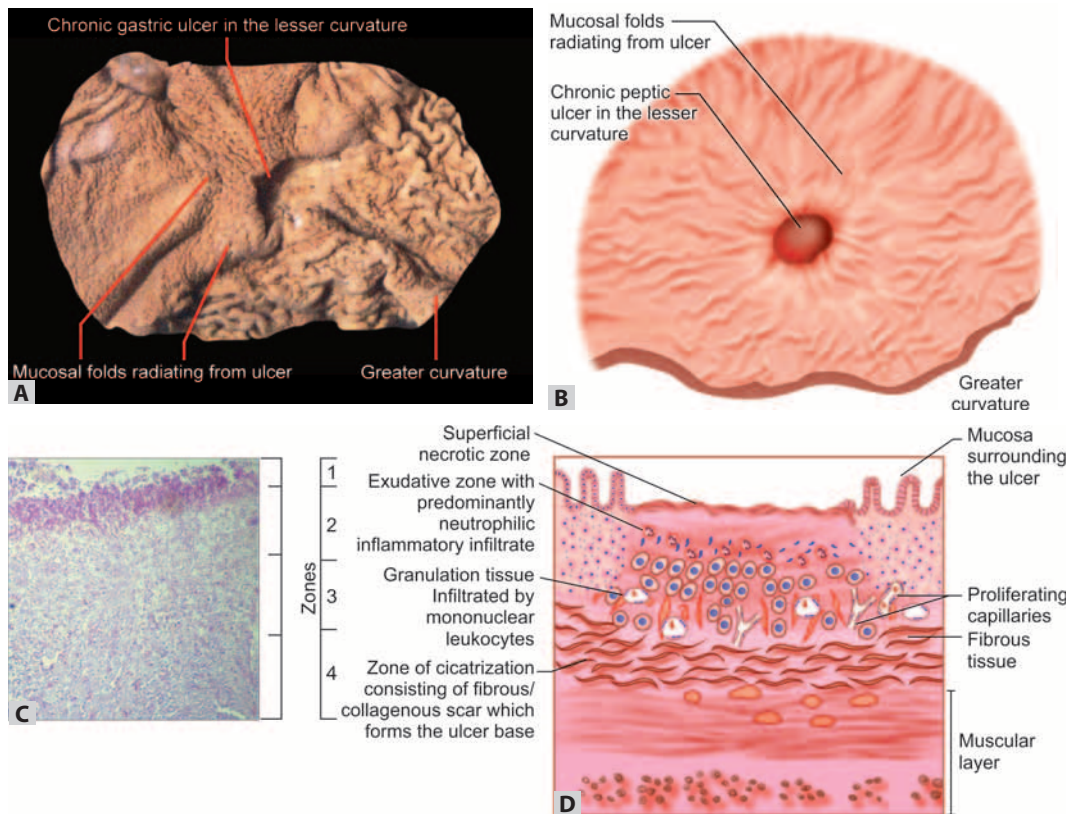 Chronic gastric ulcer in the lesser curvature
Mucosal folds radiating from ulcer
Greater curvature
A
Mucosal folds
radiating from ulcer
Chronic peptic
ulcer in the lesser
curvature
Greater
curvature
B
1
2
3
4
Zones
C
Superficial
necrotic zone
Exudative zone with
predominantly
neutrophilic
inflammatory infiltrate
Granulation tissue
Infiltrated by
mononuclear
leukocytes
Zone of cicatrization
consisting of fibrous/
collagenous scar which
forms the ulcer base
Mucosa
surrounding
the ulcer
Proliferating
capillaries
Fibrous
tissue
Muscular
layer
D